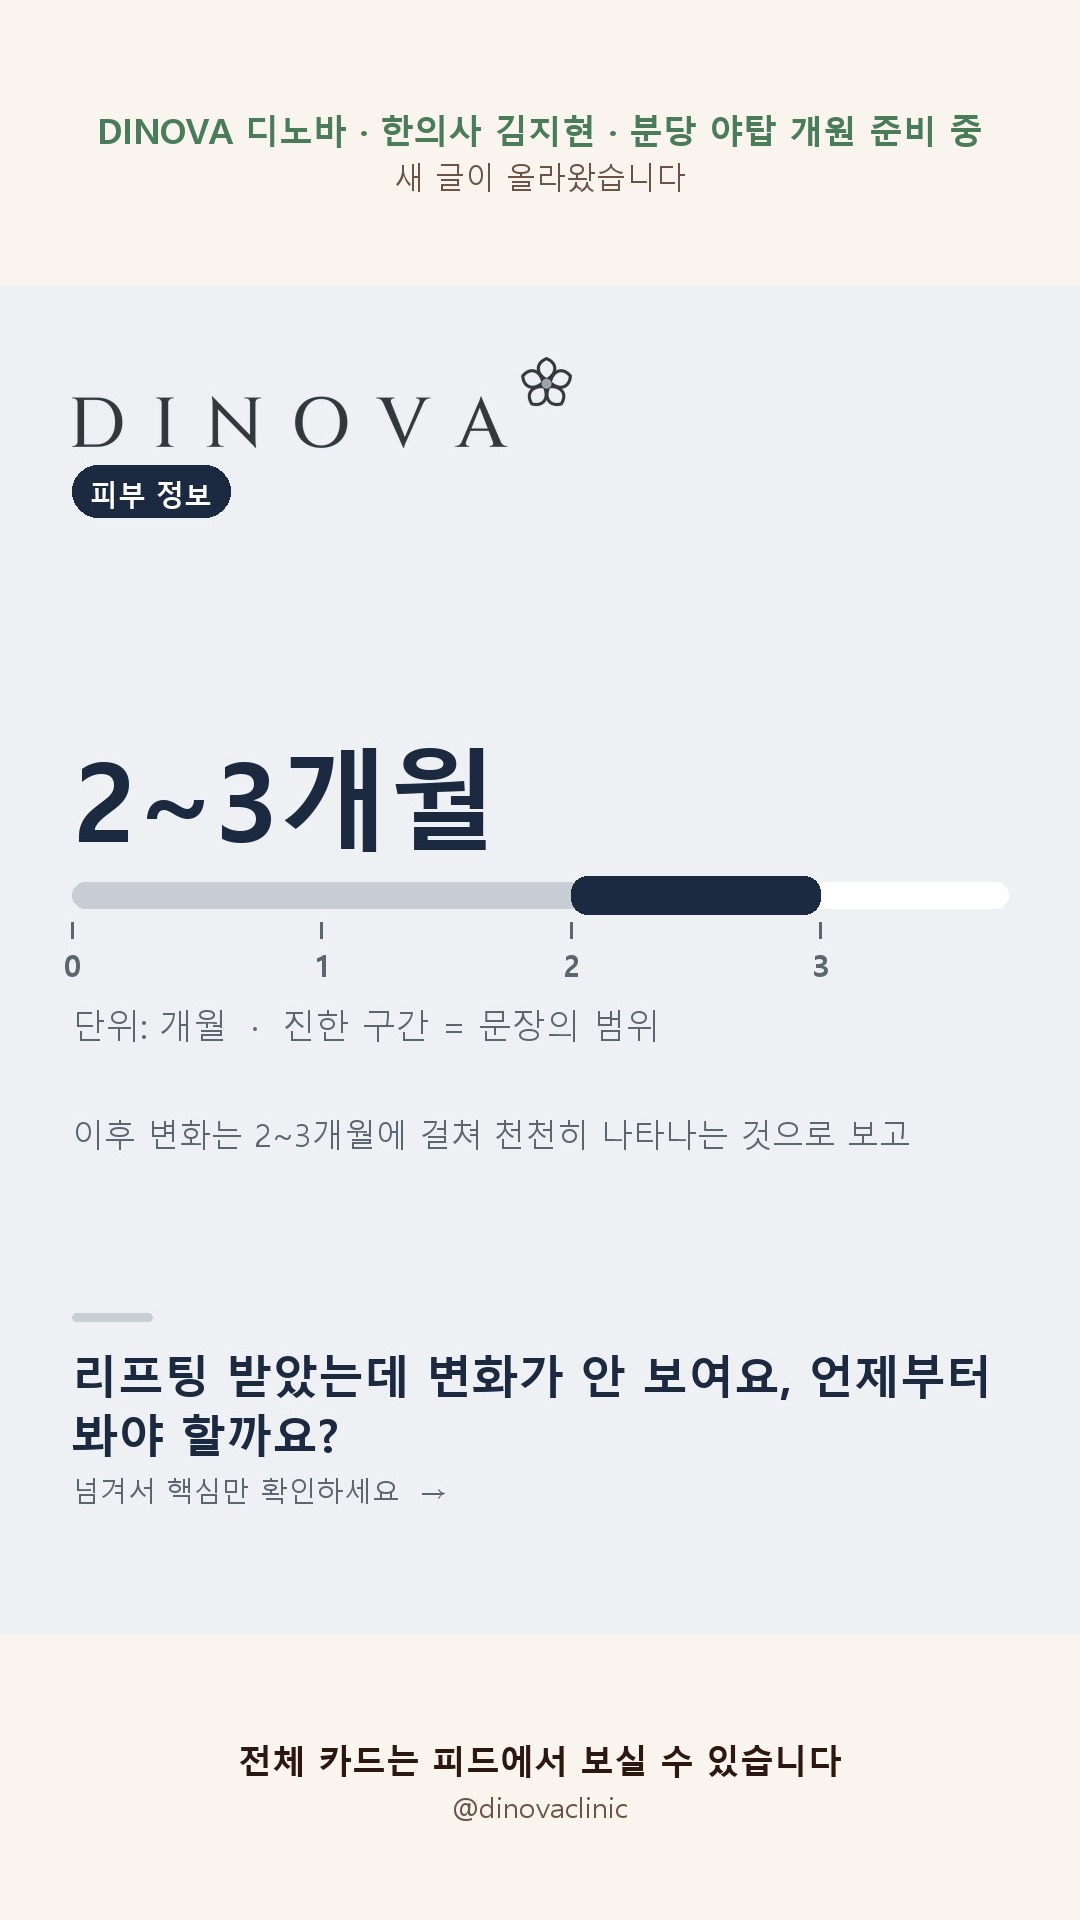 DINOVA 디노바 · 한의사 김지현 · 분당 야탑 개원 준비 중
새 글이 올라왔습니다
DINOVA
피부 정보
2~3개월
0 1 2 3
단위: 개월 · 진한 구간 = 문장의 범위
이후 변화는 2~3개월에 걸쳐 천천히 나타나는 것으로 보고
리프팅 받았는데 변화가 안 보여요, 언제부터
봐야 할까요?
넘겨서 핵심만 확인하세요 →
전체 카드는 피드에서 보실 수 있습니다
@dinovaclinic